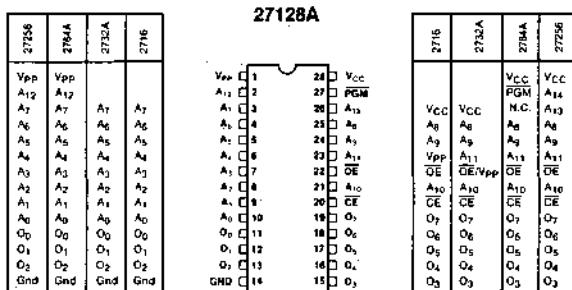 27128A
27256 2764A 2732A 2716
VPP VPP
A12 A12
A7 A7 A7 A7
A6 A6 A6 A6
A5 A5 A5 A5
A4 A4 A4 A4
A3 A3 A3 A3
A2 A2 A2 A2
A1 A1 A1 A1
A0 A0 A0 A0
O0 O0 O0 O0
O1 O1 O1 O1
O2 O2 O2 O2
Gnd Gnd Gnd Gnd
VPP 1 28 VCC
A12 2 27 PGM
A7 3 26 A13
A6 4 25 A8
A5 5 24 A9
A4 6 23 A11
A3 7 22 OE
A2 8 21 A10
A1 9 20 CE
A0 10 19 O7
O0 11 18 O6
O1 12 17 O5
O2 13 16 O4
GND 14 15 O3
2716 2732A 2764A 27256
VCC VCC
PGM A14
VCC VCC N.C. A13
A8 A8 A8 A8
A9 A9 A9 A9
VPP A11 A11 A11
OE OE/VPP OE OE
A10 A10 A10 A10
CE CE CE CE
O7 O7 O7 O7
O6 O6 O6 O6
O5 O5 O5 O5
O4 O4 O4 O4
O3 O3 O3 O3